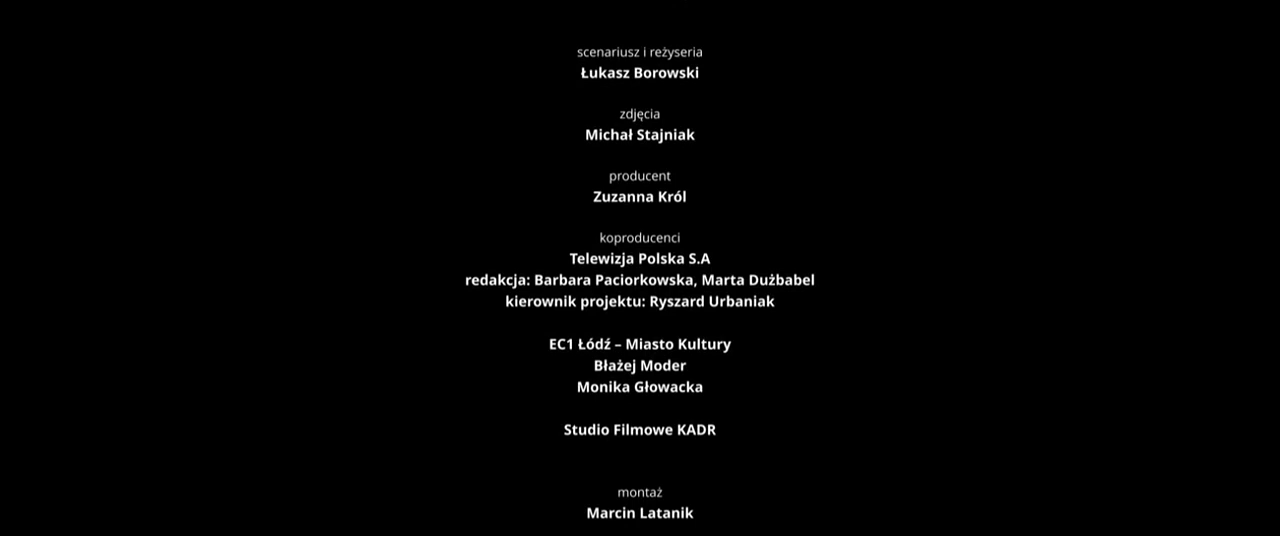 scenariusz i reżyseria
Łukasz Borowski
zdjęcia
Michał Stajniak
producent
Zuzanna Król
koproducenci
Telewizja Polska S.A
redakcja: Barbara Paciorkowska, Marta Dużbabel
kierownik projektu: Ryszard Urbaniak
EC1 Łódź – Miasto Kultury
Błażej Moder
Monika Głowacka
Studio Filmowe KADR
montaż
Marcin Latanik